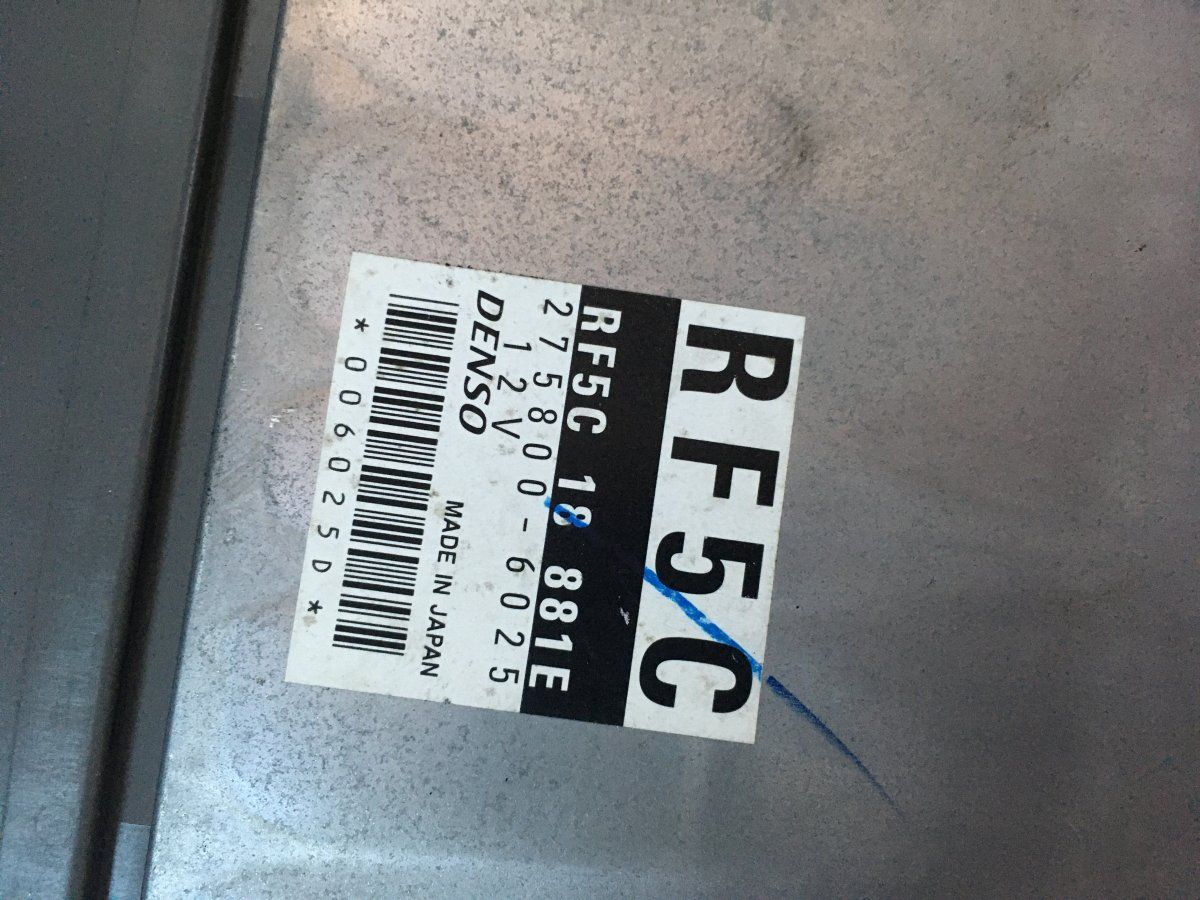 RF5C
RF5C 18 881E
275800-6025
12V
DENSO MADE IN JAPAN
*006025D*